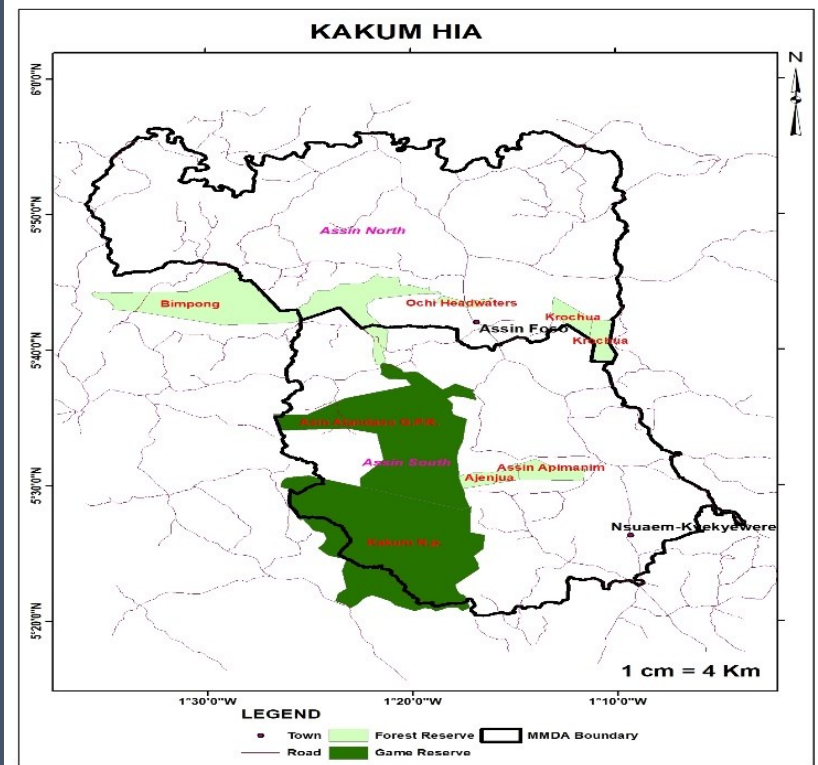 KAKUM HIA
N
6°0'0"N
5°50'0"N
5°40'0"N
5°30'0"N
5°20'0"N
Assin North
Bimpong
Ochi Headwaters
Krochua
Assin Foso
Krochua
Assin South
Assin Apimanim
Ajenjua
Nsuaem-Kyekyewere
Kakum N.P
1 cm = 4 Km
1°30'0"W
1°20'0"W
1°10'0"W
LEGEND
Town
Forest Reserve
MMDA Boundary
Road
Game Reserve